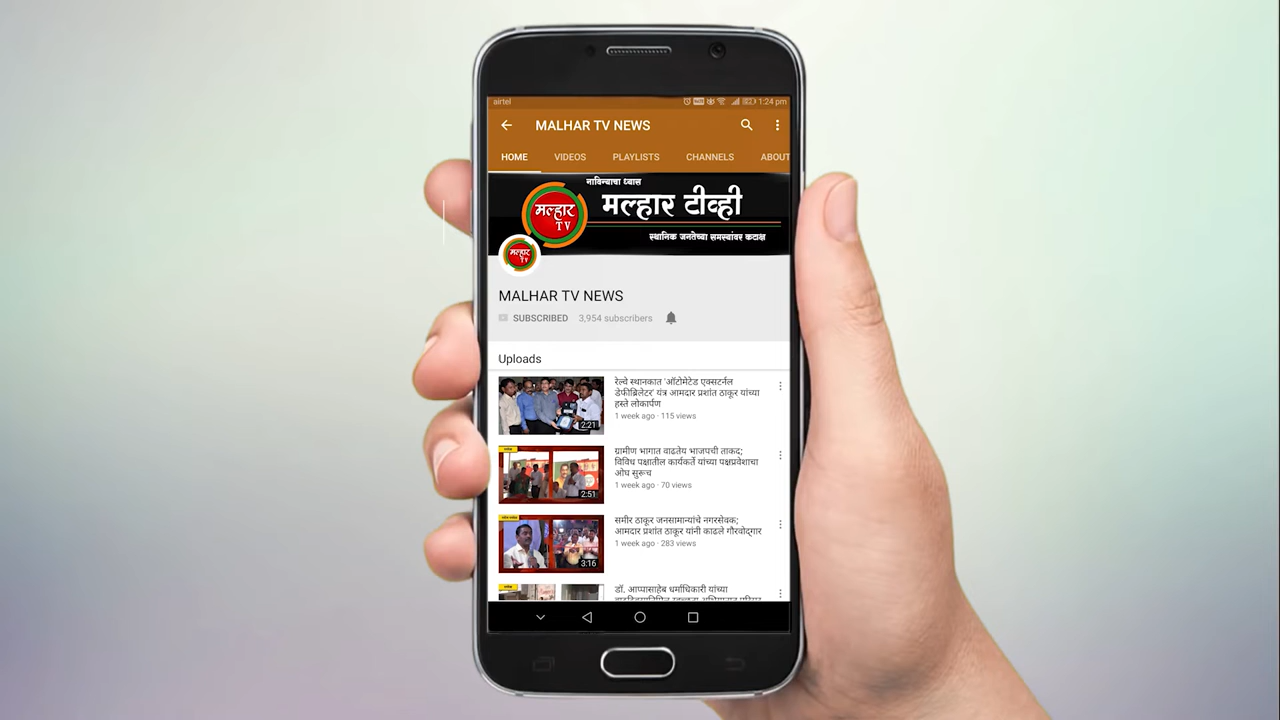 airtel
1:24 pm
MALHAR TV NEWS
HOME VIDEOS PLAYLISTS CHANNELS ABOUT
नाविन्याचा ध्यास
मल्हार टीव्ही
मल्हार
TV
स्थानिक जनतेच्या समस्यांवर कटाक्ष
मल्हार
TV
MALHAR TV NEWS
SUBSCRIBED 3,954 subscribers
Uploads
रेल्वे स्थानकात 'ऑटोमेटेड एक्सटर्नल
डेफीब्रिलेटर' यंत्र आमदार प्रशांत ठाकूर यांच्या
हस्ते लोकार्पण
1 week ago · 115 views
2:21
ग्रामीण भागात वाढतेय भाजपची ताकद;
विविध पक्षातील कार्यकर्ते यांच्या पक्षप्रवेशाचा
ओघ सुरूच
1 week ago · 70 views
2:51
समीर ठाकूर जनसामान्यांचे नगरसेवक;
आमदार प्रशांत ठाकूर यांनी काढले गौरवोद्गार
1 week ago · 283 views
3:16
डॉ. आप्पासाहेब धर्माधिकारी यांच्या